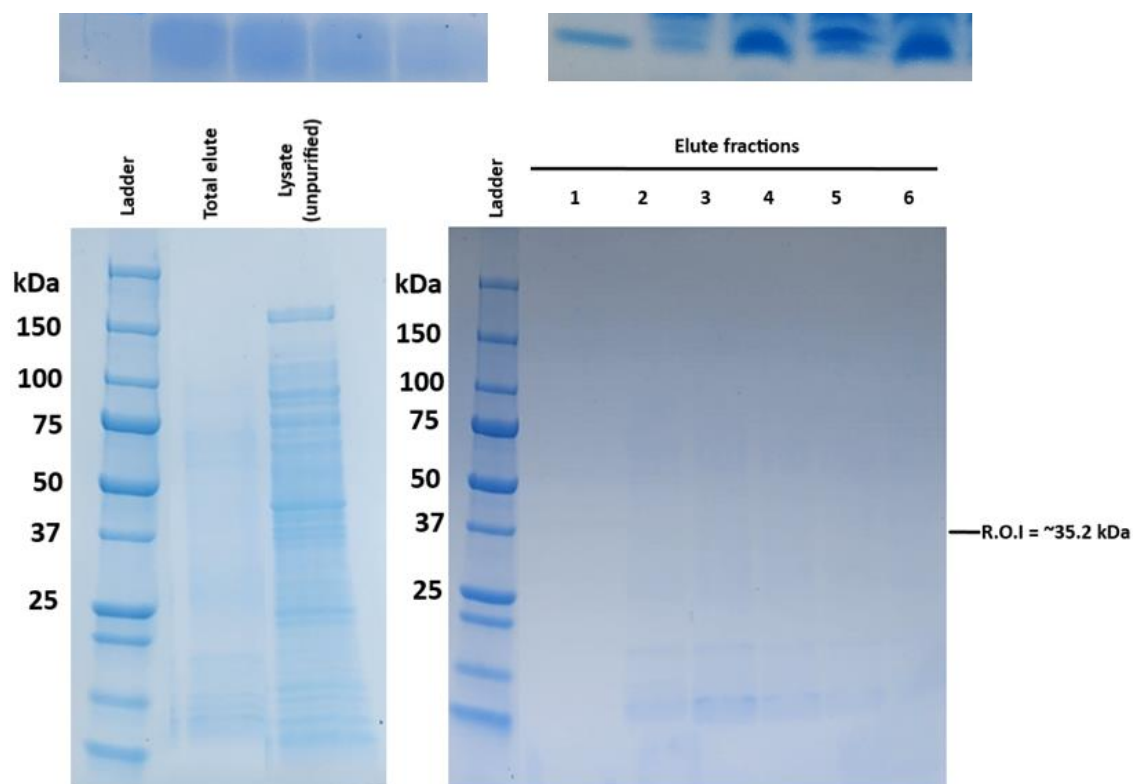 Ladder
Total elute
Lysate
(unpurified)
kDa
150
100
75
50
37
25
Elute fractions
Ladder
1 2 3 4 5 6
kDa
150
100
75
50
37
25
R.O.I = ~35.2 kDa